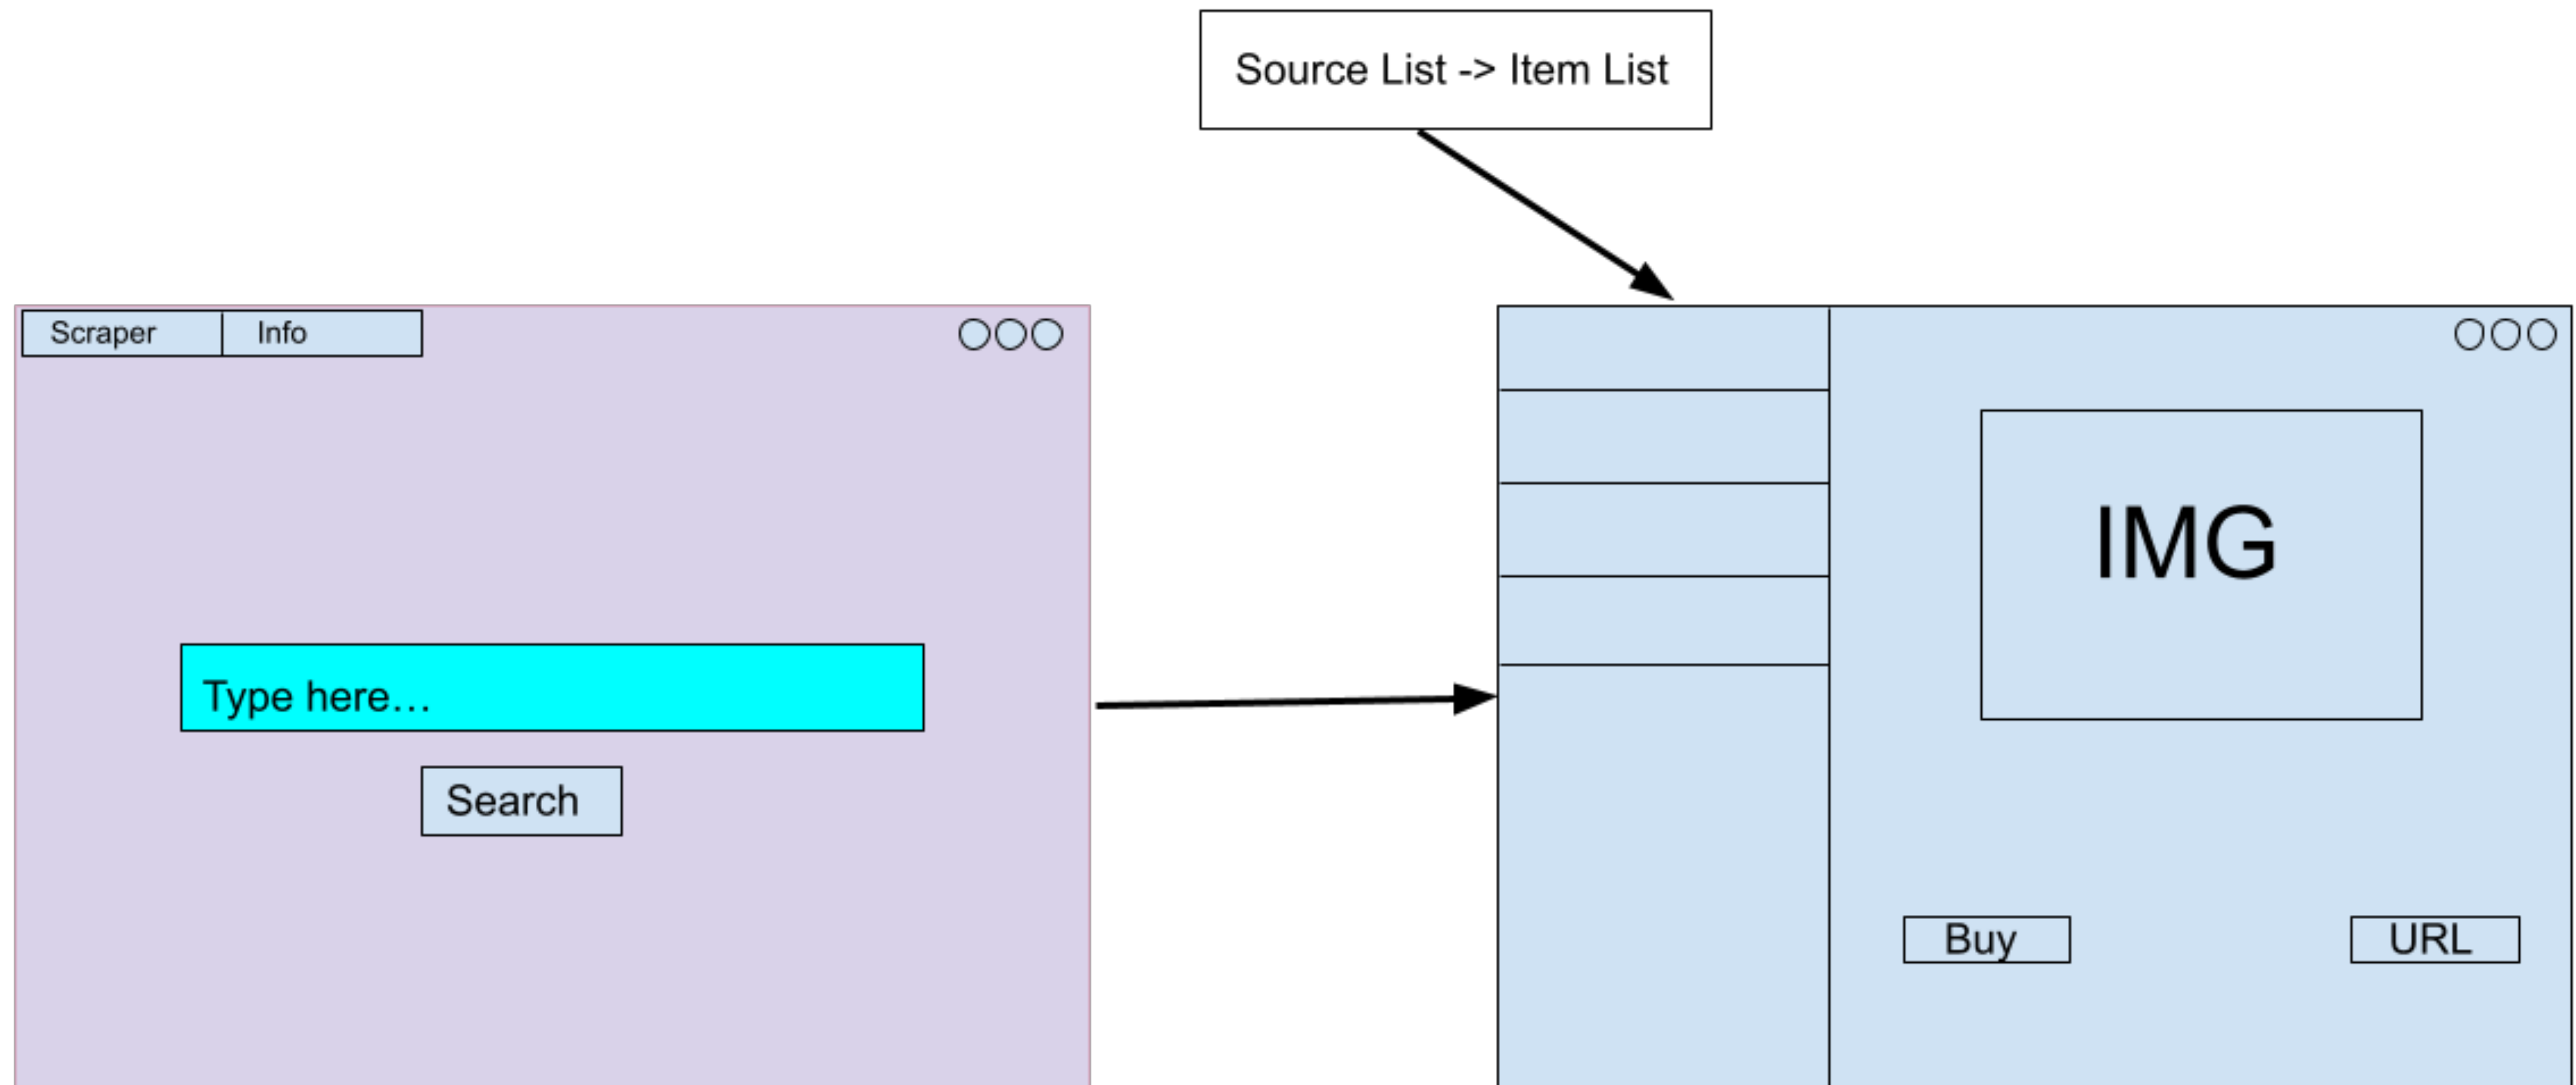 Source List -> Item List
Scraper
Info
Type here…
Search
IMG
Buy
URL